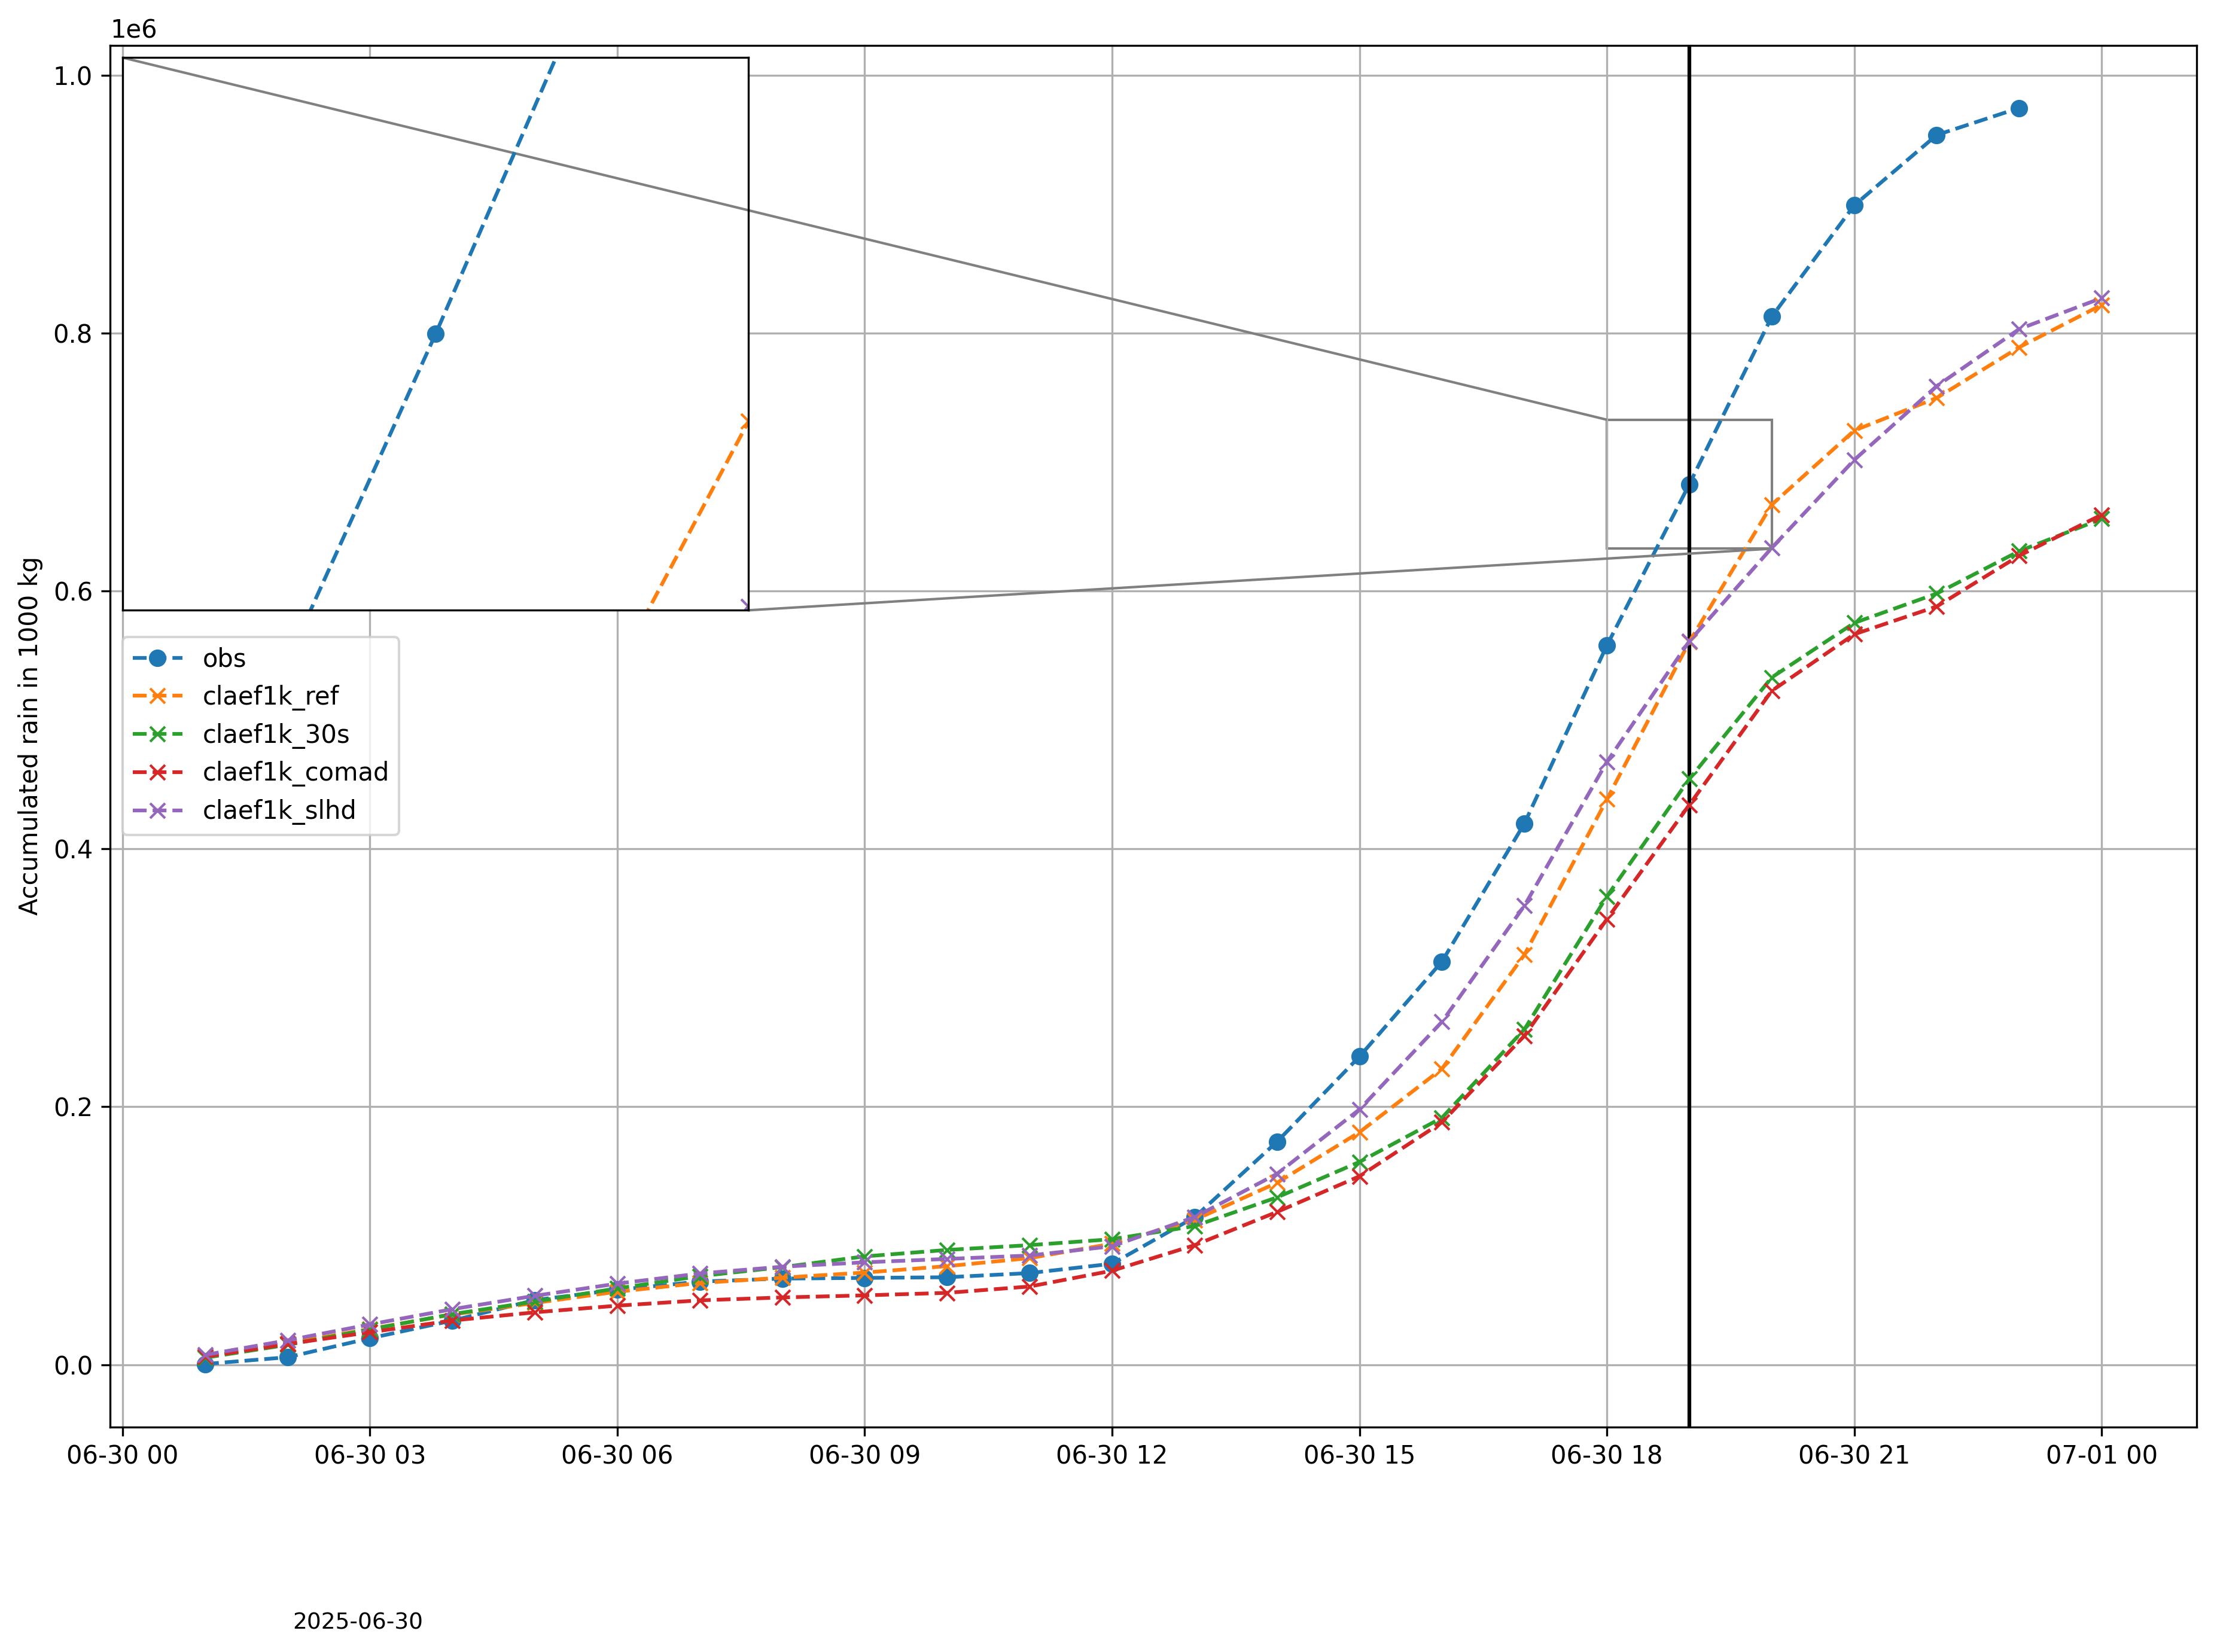 1e6
1.0
0.8
0.6
0.4
0.2
0.0
Accumulated rain in 1000 kg
obs
claef1k_ref
claef1k_30s
claef1k_comad
claef1k_slhd
06-30 00 06-30 03 06-30 06 06-30 09 06-30 12 06-30 15 06-30 18 06-30 21 07-01 00
2025-06-30